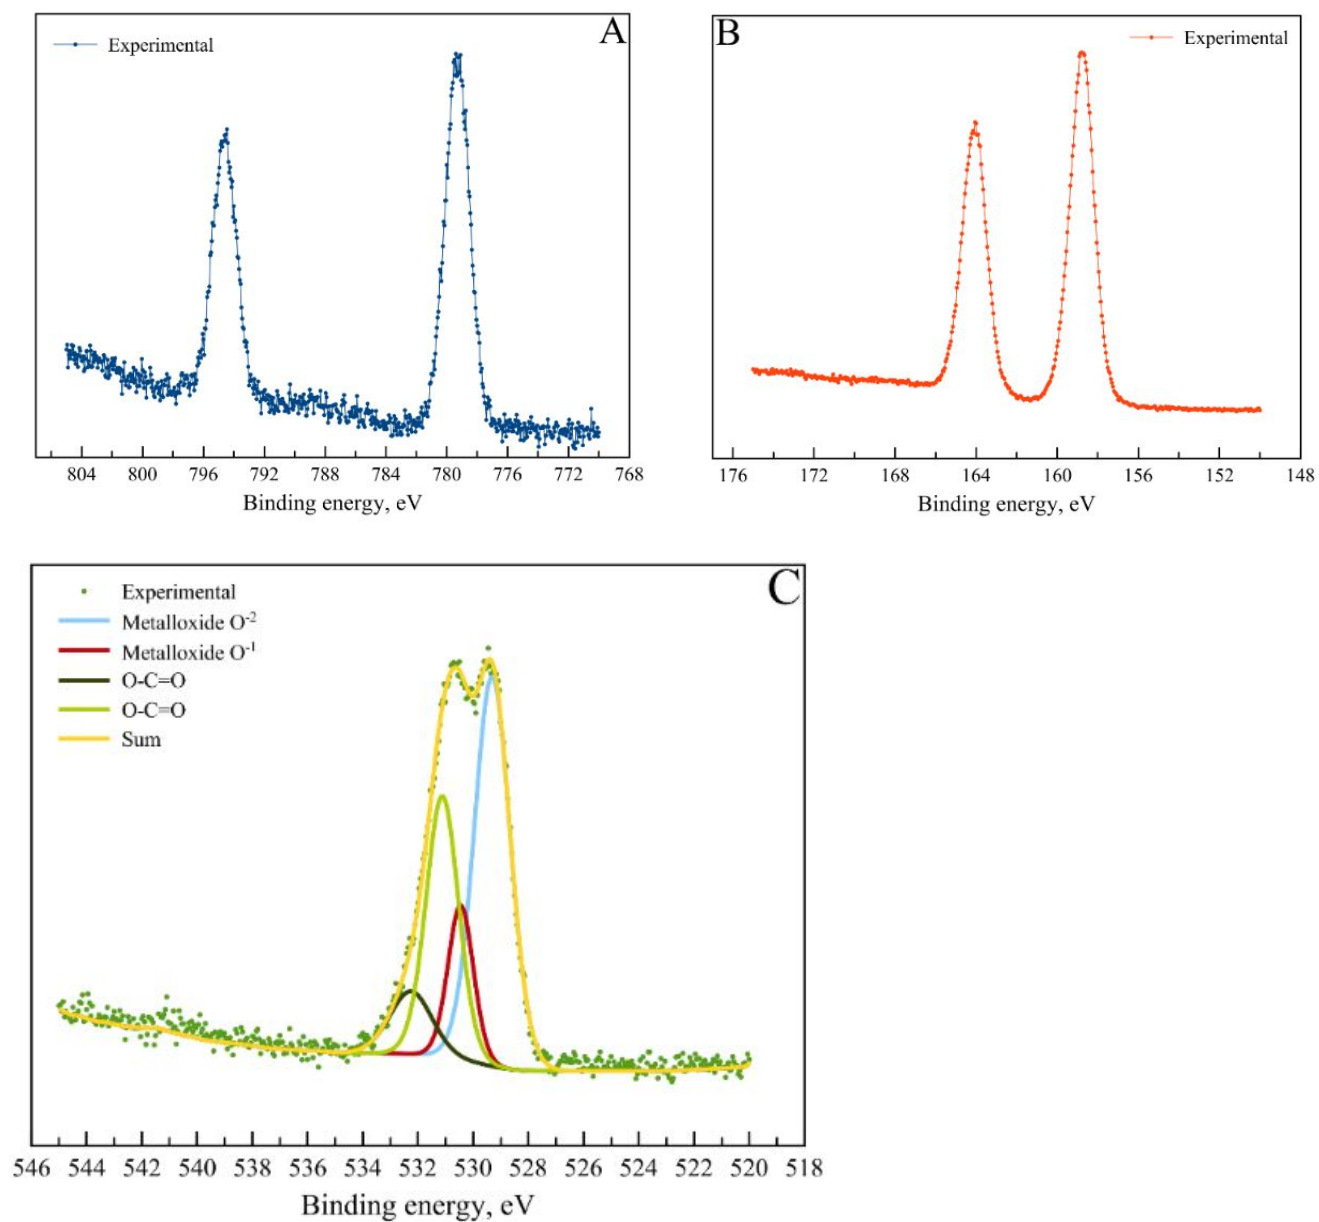 Experimental
A
804 800 796 792 788 784 780 776 772 768
Binding energy, eV
B
Experimental
176 172 168 164 160 156 152 148
Binding energy, eV
C
Experimental
Metalloxide O⁻²
Metalloxide O⁻¹
O-C=O
O-C=O
Sum
546 544 542 540 538 536 534 532 530 528 526 524 522 520 518
Binding energy, eV